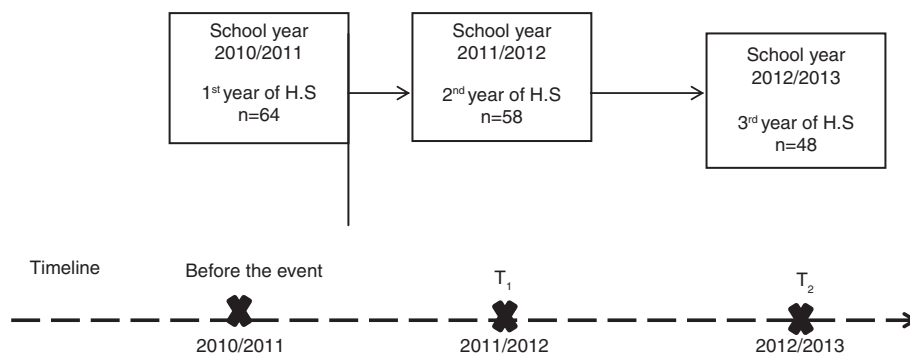 School year
2010/2011
1st year of H.S
n=64
School year
2011/2012
2nd year of H.S
n=58
School year
2012/2013
3rd year of H.S
n=48
Timeline
Before the event
T1
T2
2010/2011
2011/2012
2012/2013